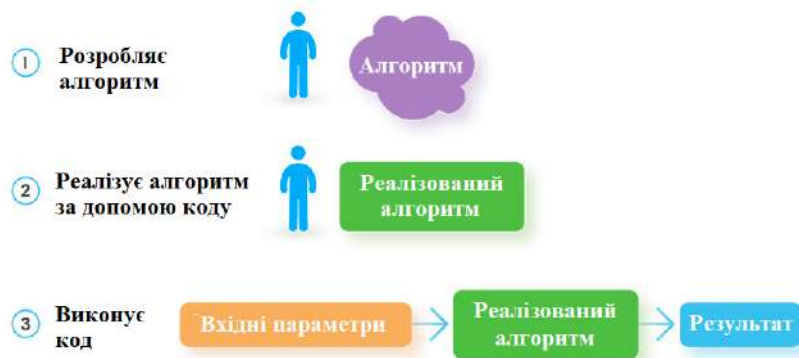 1
Розробляє
алгоритм
Алгоритм
2
Реалізує алгоритм
за допомою коду
Реалізований
алгоритм
3
Виконує
код
Вхідні параметри
Реалізований
алгоритм
Результат